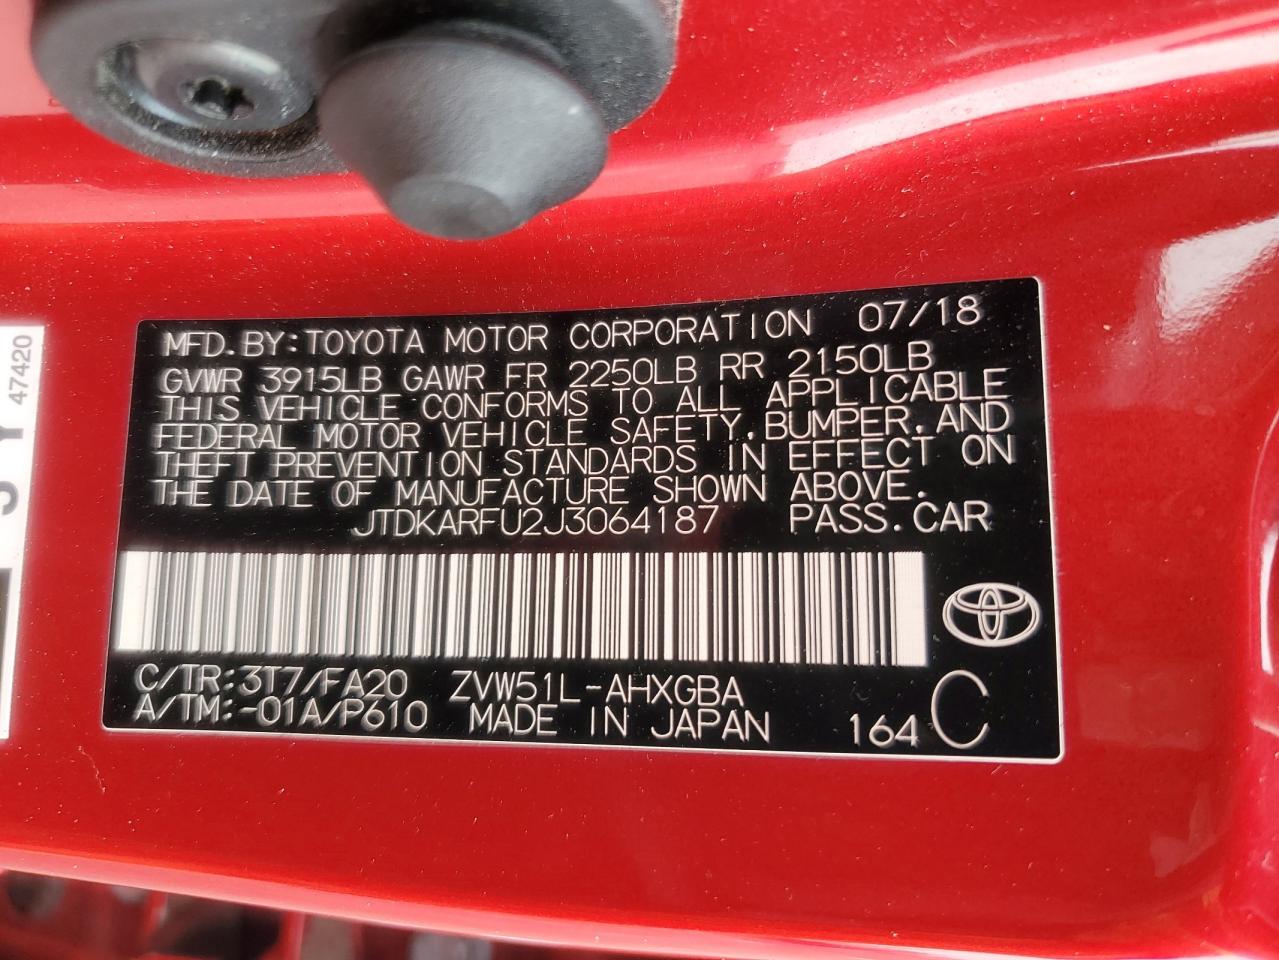 MFD. BY: TOYOTA MOTOR CORPORATION 07/18
GVWR 3915LB GAWR FR 2250LB RR 2150LB
THIS VEHICLE CONFORMS TO ALL APPLICABLE
FEDERAL MOTOR VEHICLE SAFETY, BUMPER, AND
THEFT PREVENTION STANDARDS IN EFFECT ON
THE DATE OF MANUFACTURE SHOWN ABOVE.
JTDKARFU2J3064187 PASS. CAR
C/TR: 3T7/FA20 ZVW51L-AHXGBA
A/TM: -01A/P610 MADE IN JAPAN 164 C
47420